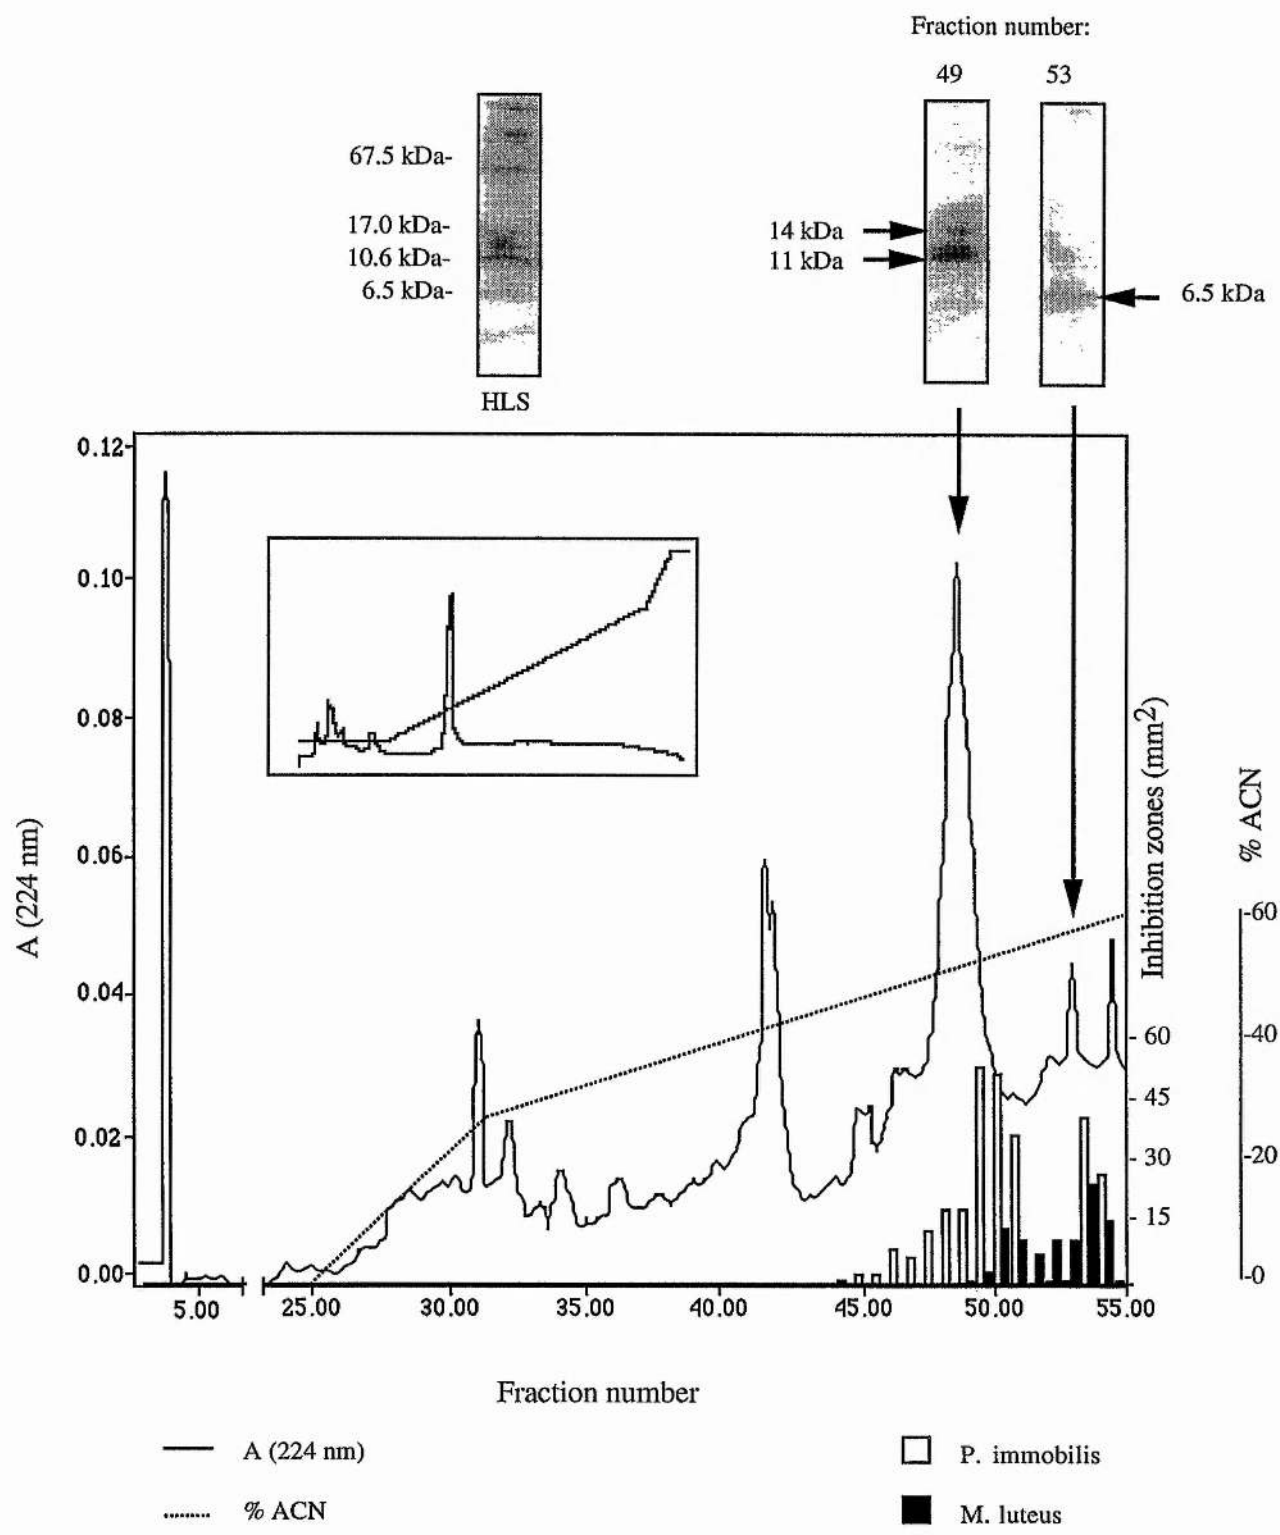 Fraction number:
49
53
67.5 kDa-
17.0 kDa-
10.6 kDa-
6.5 kDa-
14 kDa
11 kDa
6.5 kDa
HLS
0.12
0.10
0.08
0.06
0.04
0.02
0.00
A (224 nm)
Inhibition zones (mm2)
- 60
- 45
- 30
- 15
% ACN
-60
-40
-20
-0
5.00
25.00
30.00
35.00
40.00
45.00
50.00
55.00
Fraction number
A (224 nm)
% ACN
P. immobilis
M. luteus